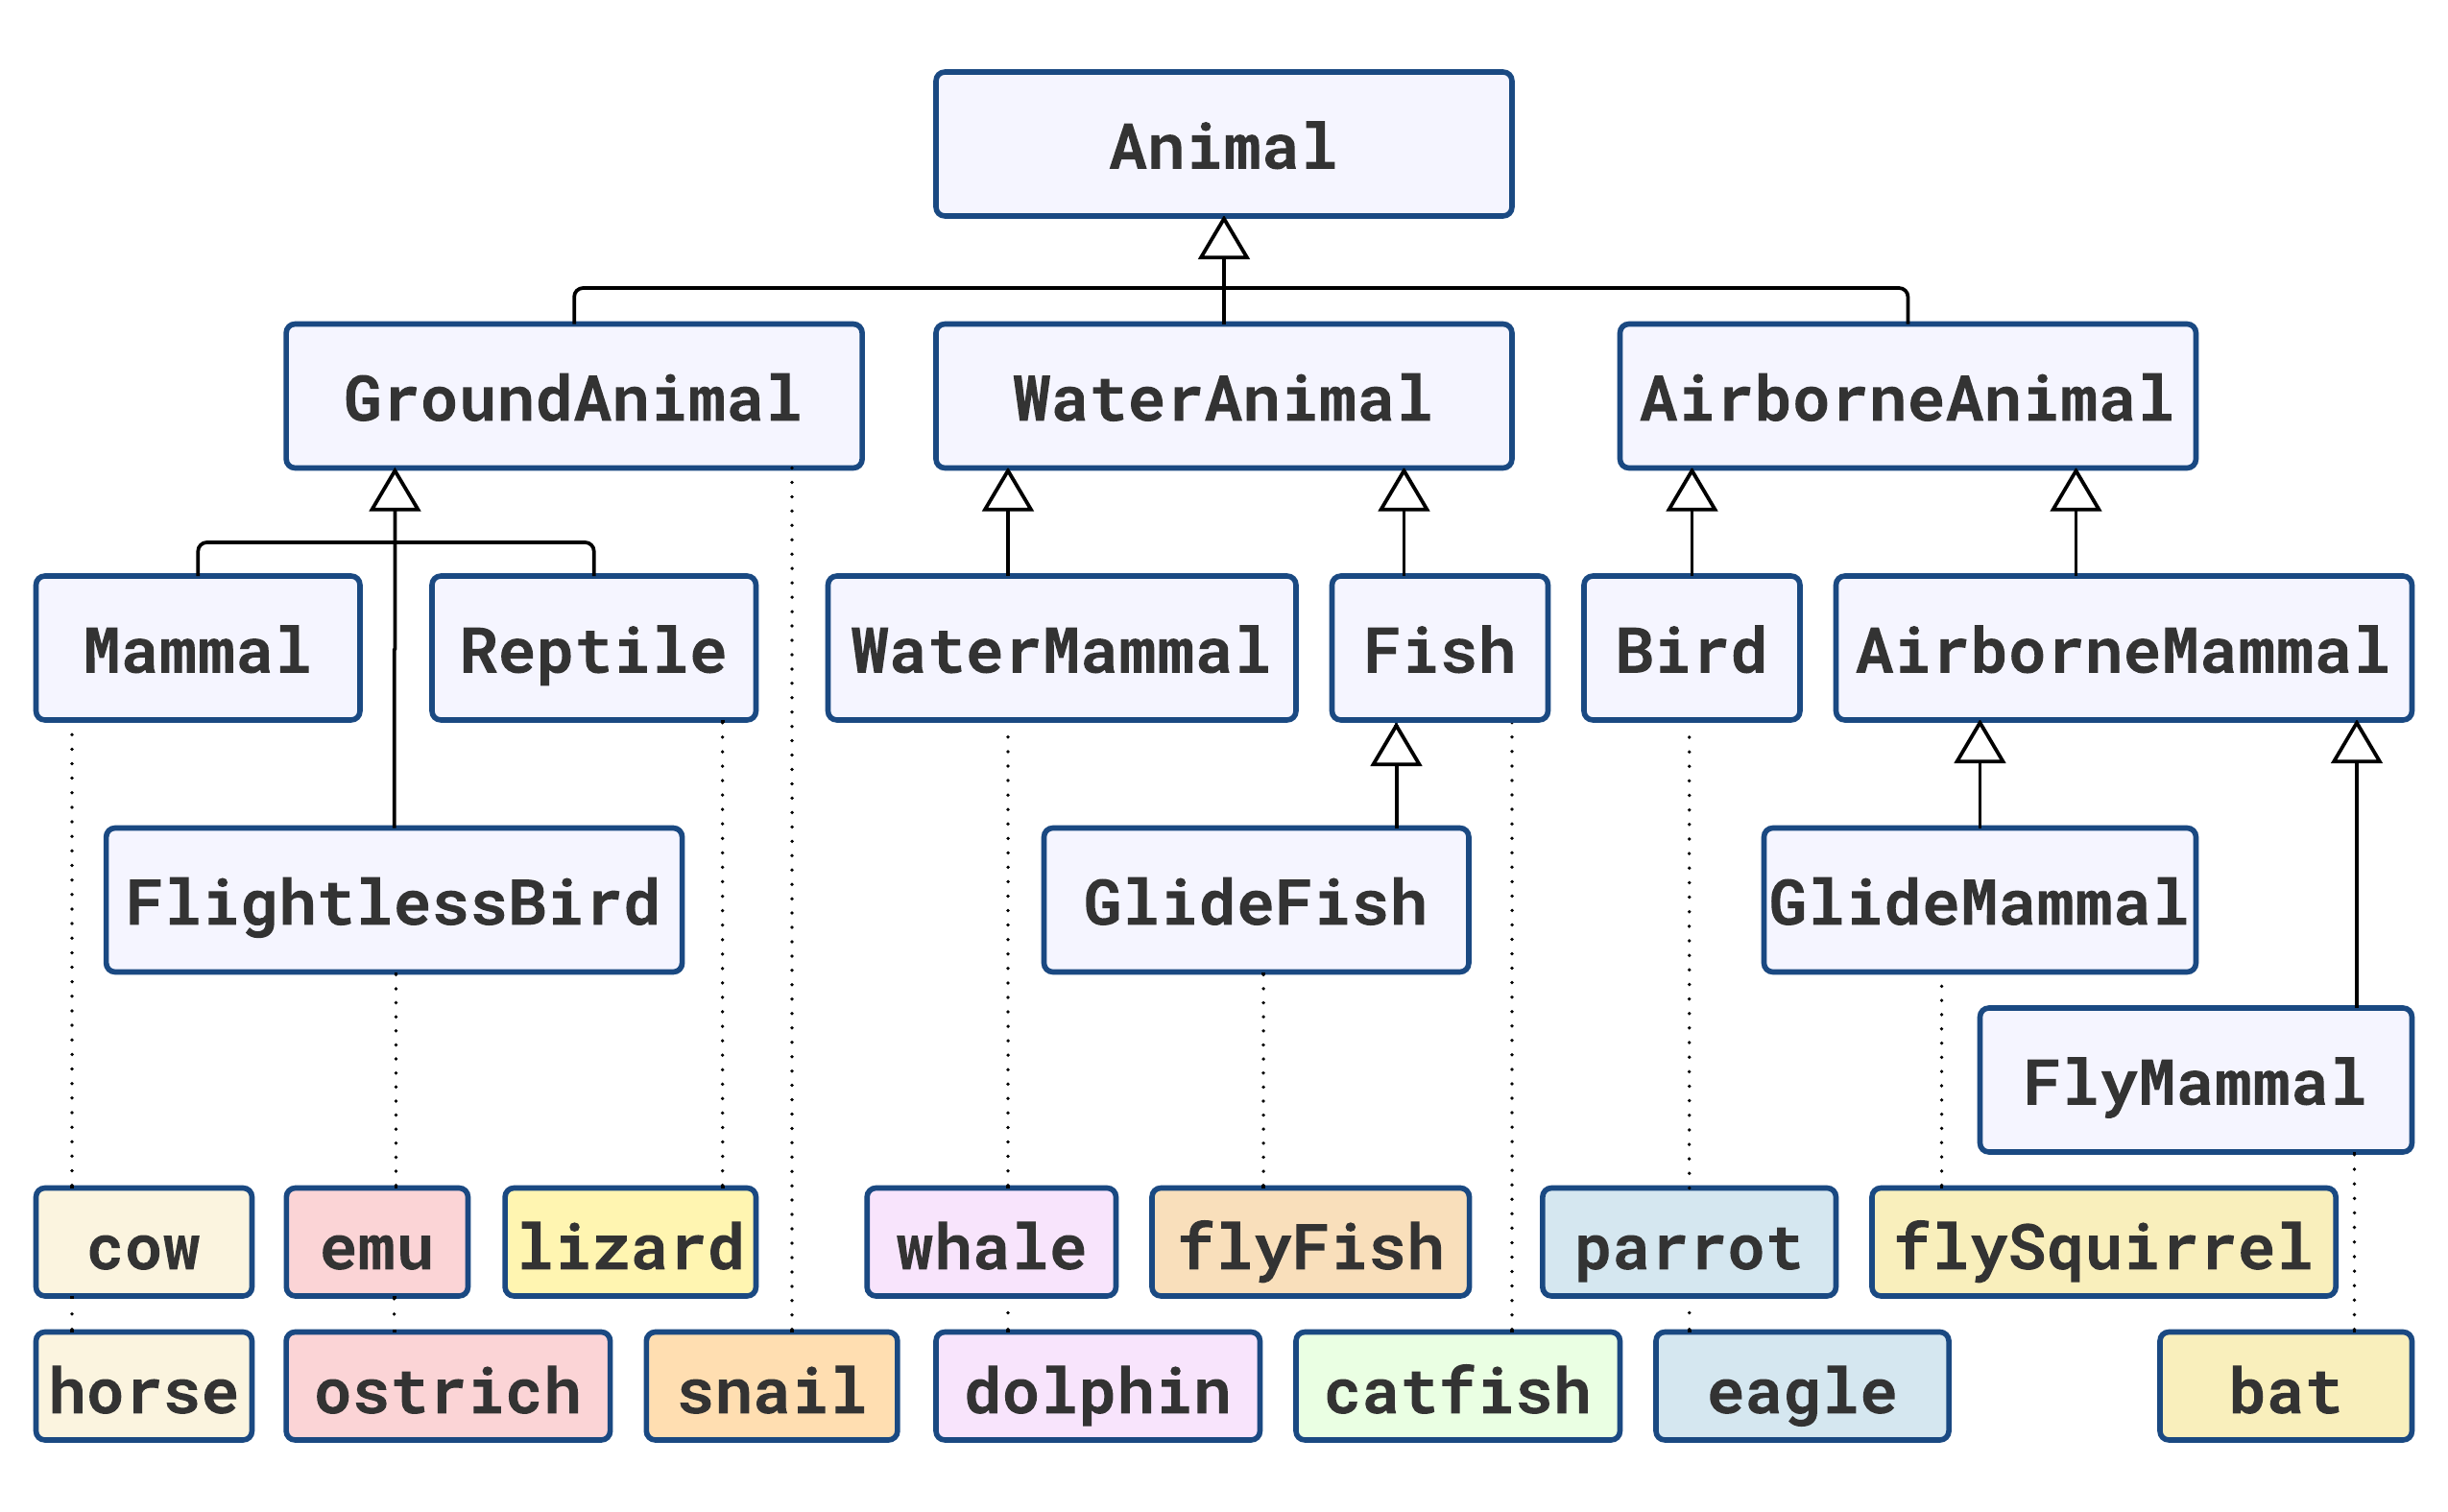 Animal
GroundAnimal
WaterAnimal
AirborneAnimal
Mammal
Reptile
WaterMammal
Fish
Bird
AirborneMammal
FlightlessBird
GlideFish
GlideMammal
FlyMammal
cow
emu
lizard
whale
flyFish
parrot
flySquirrel
horse
ostrich
snail
dolphin
catfish
eagle
bat